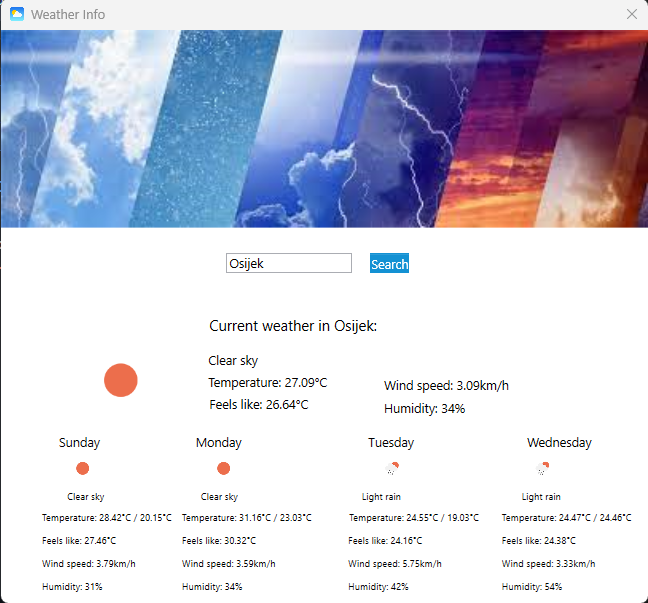 Weather Info
Osijek
Search
Current weather in Osijek:
Clear sky
Temperature: 27.09°C
Feels like: 26.64°C
Wind speed: 3.09km/h
Humidity: 34%
Sunday
Clear sky
Temperature: 28.42°C / 20.15°C
Feels like: 27.46°C
Wind speed: 3.79km/h
Humidity: 31%
Monday
Clear sky
Temperature: 31.16°C / 23.03°C
Feels like: 30.32°C
Wind speed: 3.59km/h
Humidity: 34%
Tuesday
Light rain
Temperature: 24.55°C / 19.03°C
Feels like: 24.16°C
Wind speed: 5.75km/h
Humidity: 42%
Wednesday
Light rain
Temperature: 24.47°C / 24.46°C
Feels like: 24.38°C
Wind speed: 3.33km/h
Humidity: 54%